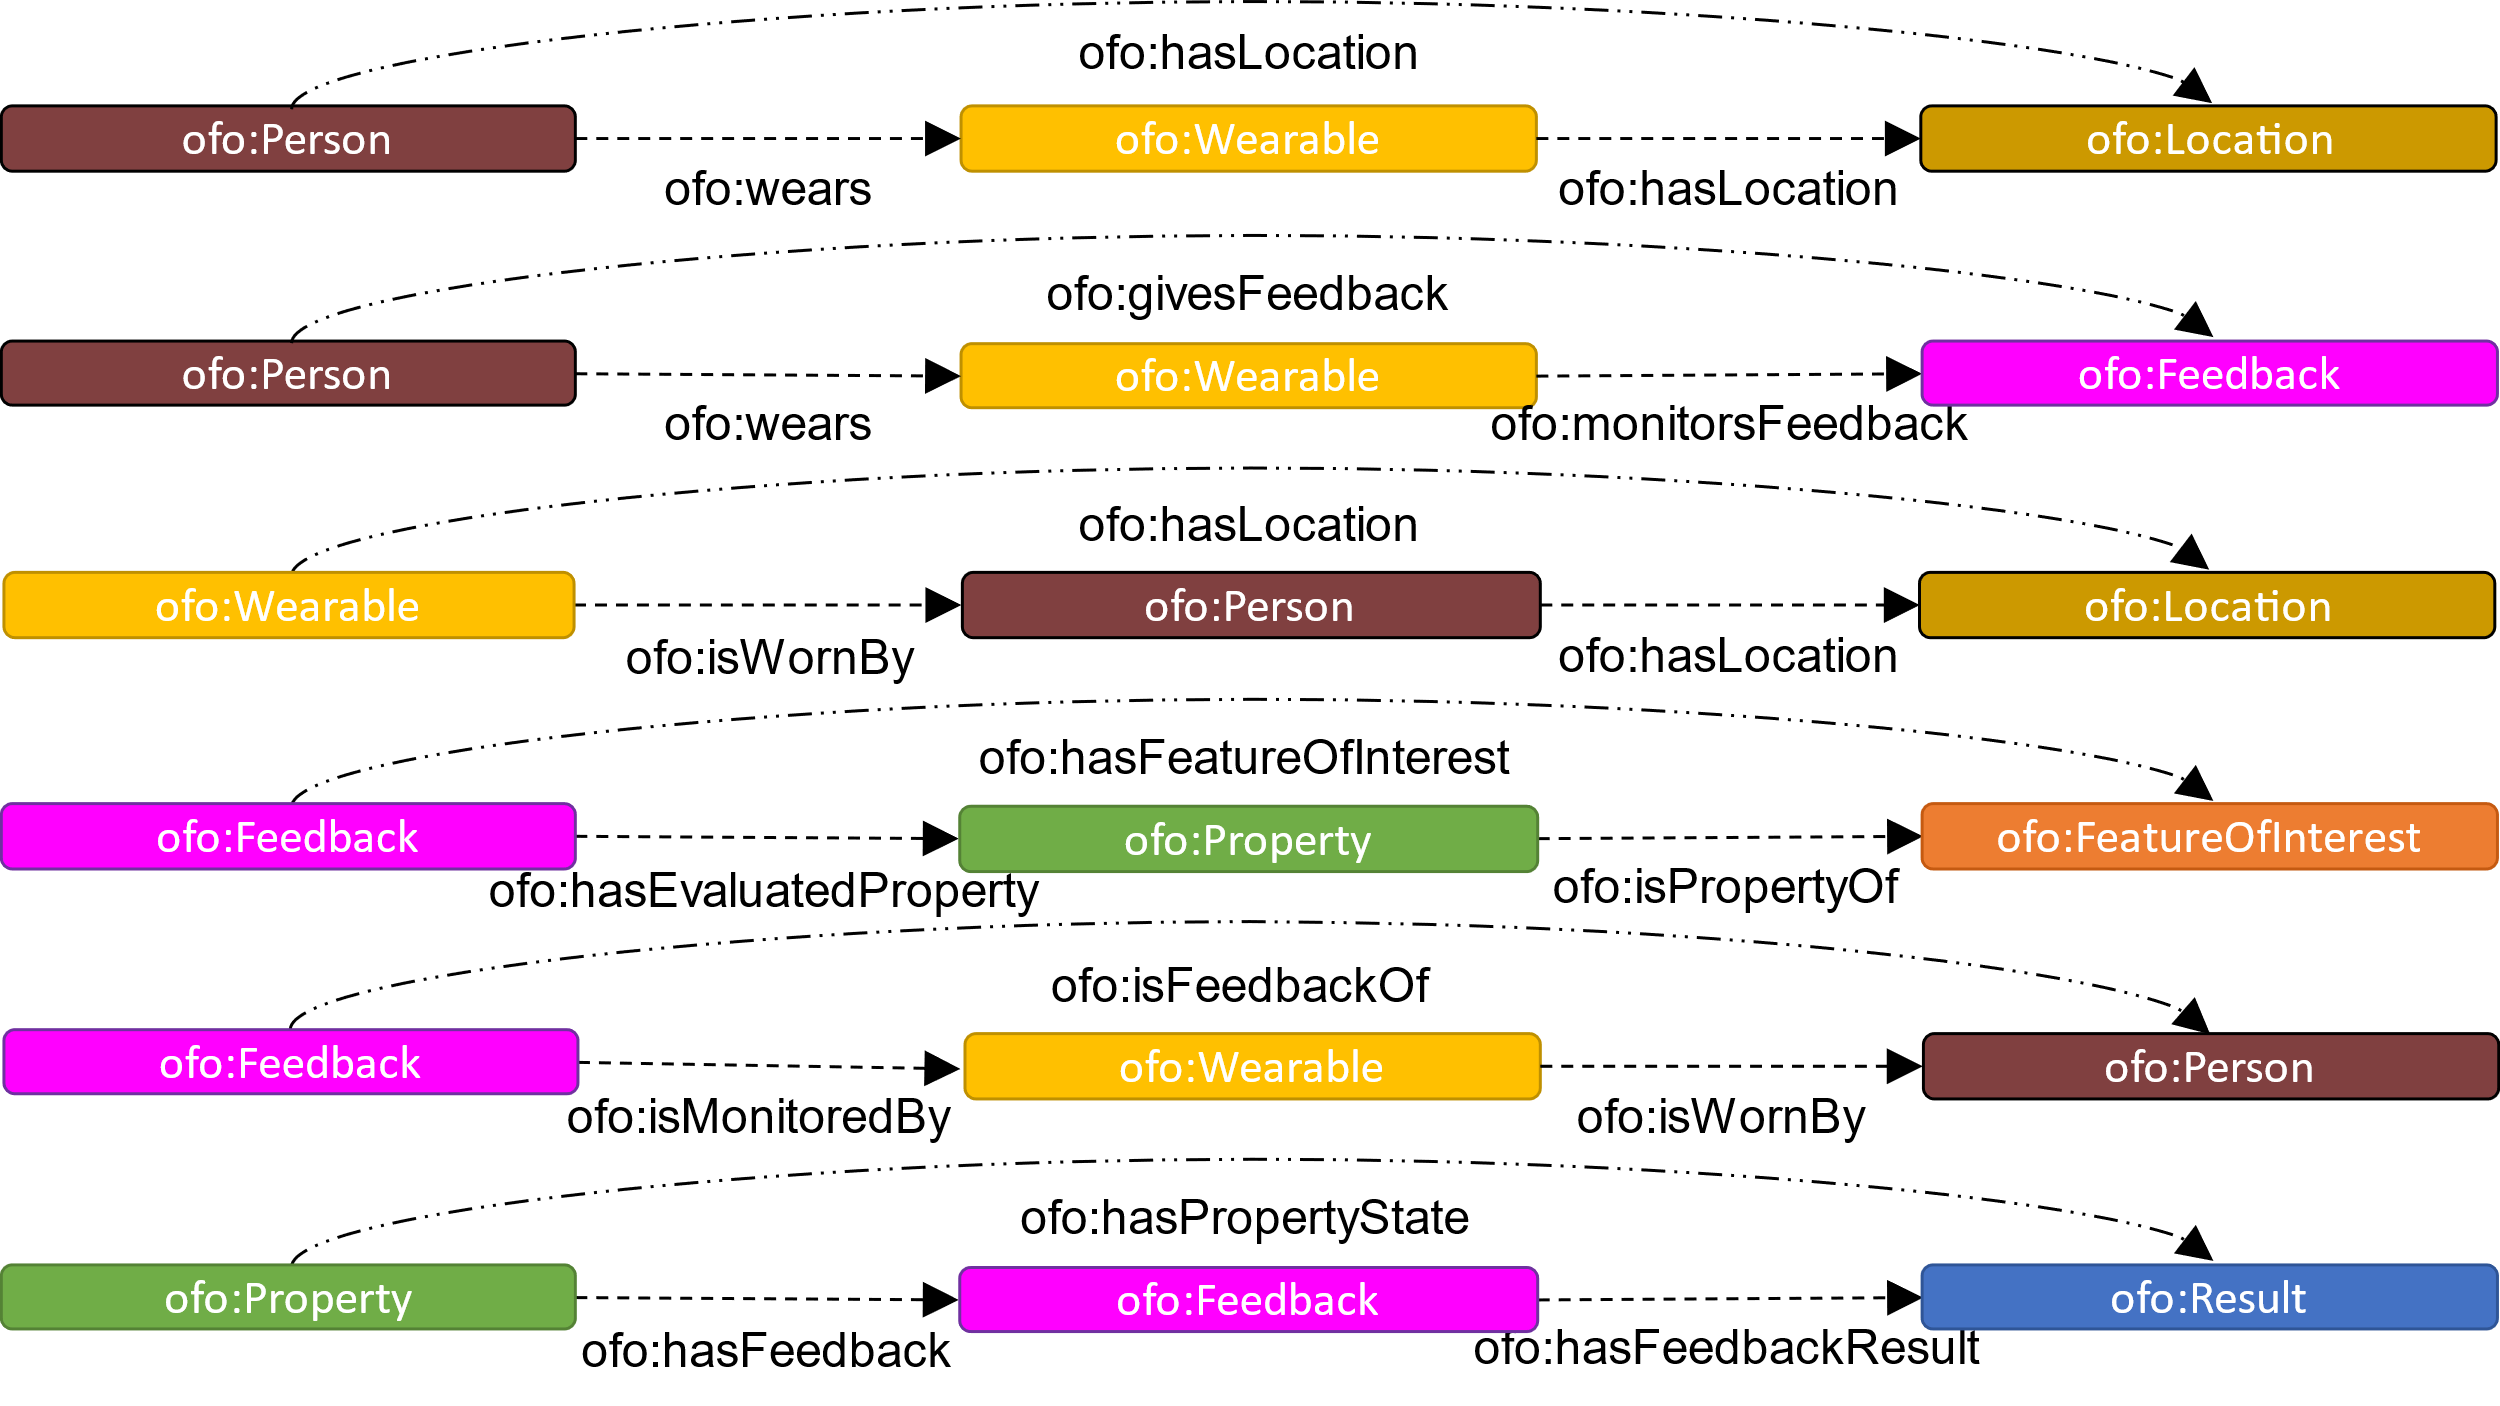 ofo:hasLocation
ofo:Person
ofo:Wearable
ofo:Location
ofo:wears
ofo:hasLocation
ofo:givesFeedback
ofo:Person
ofo:Wearable
ofo:Feedback
ofo:wears
ofo:monitorsFeedback
ofo:hasLocation
ofo:Wearable
ofo:Person
ofo:Location
ofo:isWornBy
ofo:hasLocation
ofo:hasFeatureOfInterest
ofo:Feedback
ofo:Property
ofo:FeatureOfInterest
ofo:hasEvaluatedProperty
ofo:isPropertyOf
ofo:isFeedbackOf
ofo:Feedback
ofo:Wearable
ofo:Person
ofo:isMonitoredBy
ofo:isWornBy
ofo:hasPropertyState
ofo:Property
ofo:Feedback
ofo:Result
ofo:hasFeedback
ofo:hasFeedbackResult